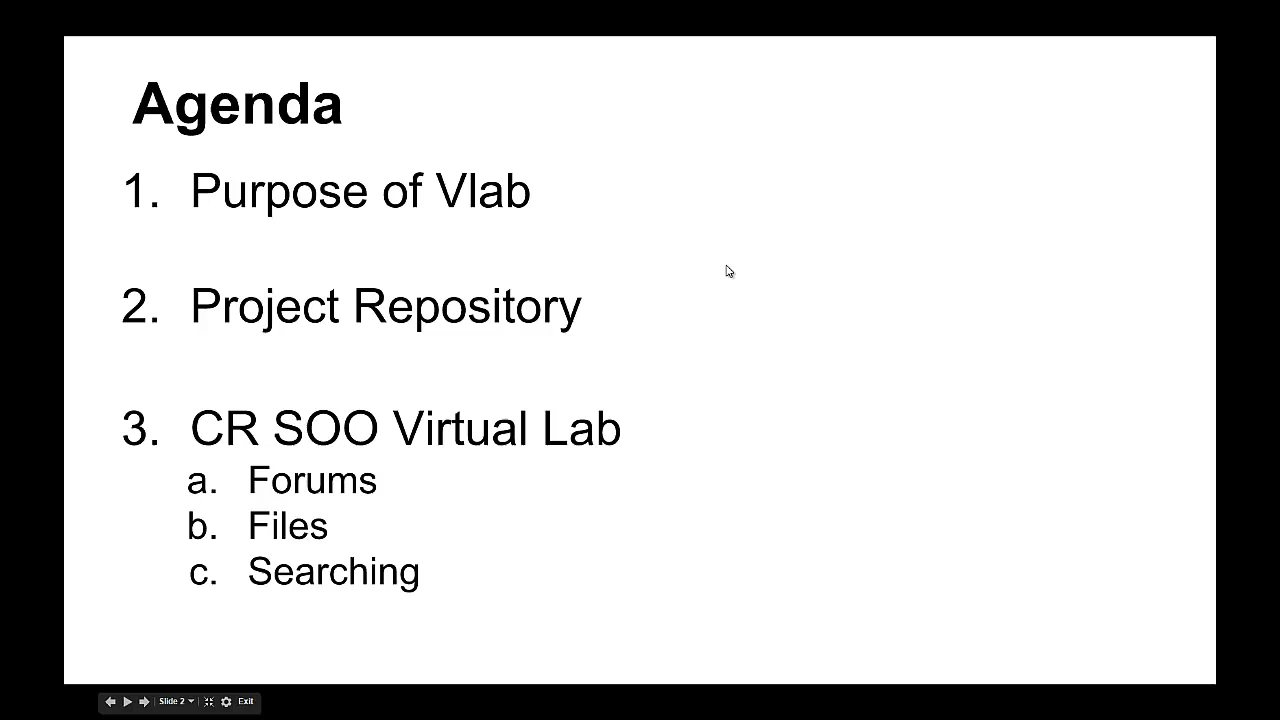 Agenda
1. Purpose of Vlab
2. Project Repository
3. CR SOO Virtual Lab
a. Forums
b. Files
c. Searching
Slide 2 Exit